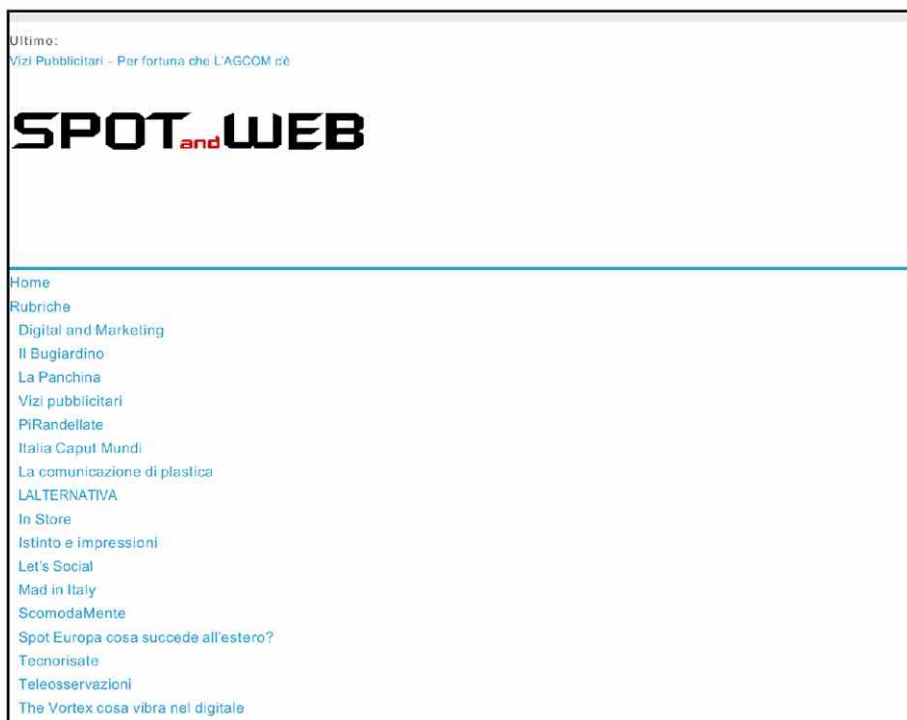 Ultimo:
Vizi Pubblicitari – Per fortuna che L'AGCOM c'è
SPOT and WEB
Home
Rubriche
Digital and Marketing
Il Bugiardino
La Panchina
Vizi pubblicitari
PiRandellate
Italia Caput Mundi
La comunicazione di plastica
LALTERNATIVA
In Store
Istinto e impressioni
Let's Social
Mad in Italy
ScomodaMente
Spot Europa cosa succede all'estero?
Tecnorisate
Teleosservazioni
The Vortex cosa vibra nel digitale